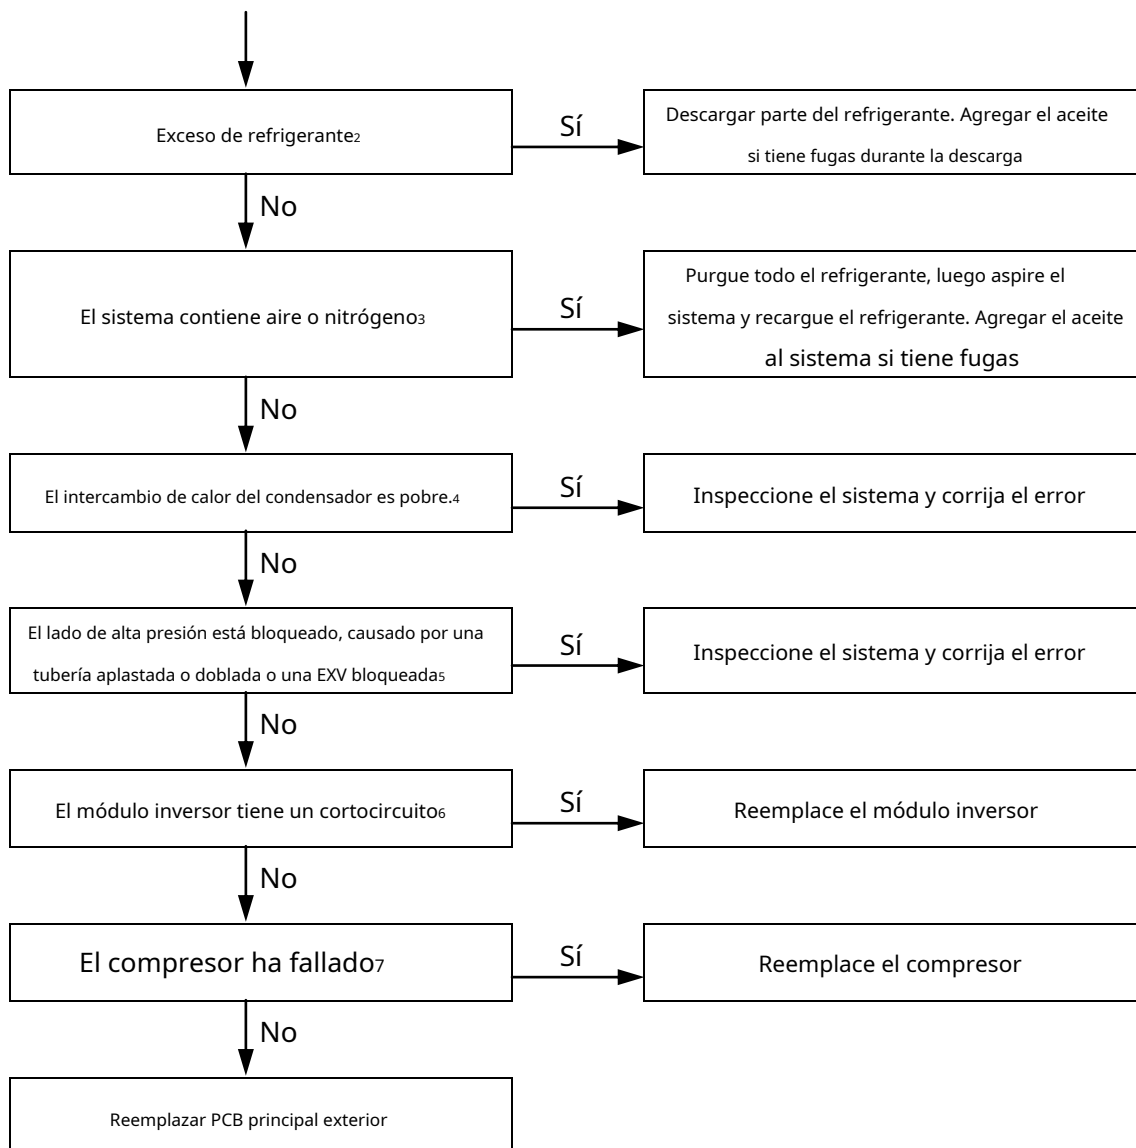 Exceso de refrigerante2
Sí
Descargar parte del refrigerante. Agregar el aceite
si tiene fugas durante la descarga
No
El sistema contiene aire o nitrógeno3
Sí
Purgue todo el refrigerante, luego aspire el
sistema y recargue el refrigerante. Agregar el aceite
al sistema si tiene fugas
No
El intercambio de calor del condensador es pobre.4
Sí
Inspeccione el sistema y corrija el error
No
El lado de alta presión está bloqueado, causado por una
tubería aplastada o doblada o una EXV bloqueada5
Sí
Inspeccione el sistema y corrija el error
No
El módulo inversor tiene un cortocircuito6
Sí
Reemplace el módulo inversor
No
El compresor ha fallado7
Sí
Reemplace el compresor
No
Reemplazar PCB principal exterior